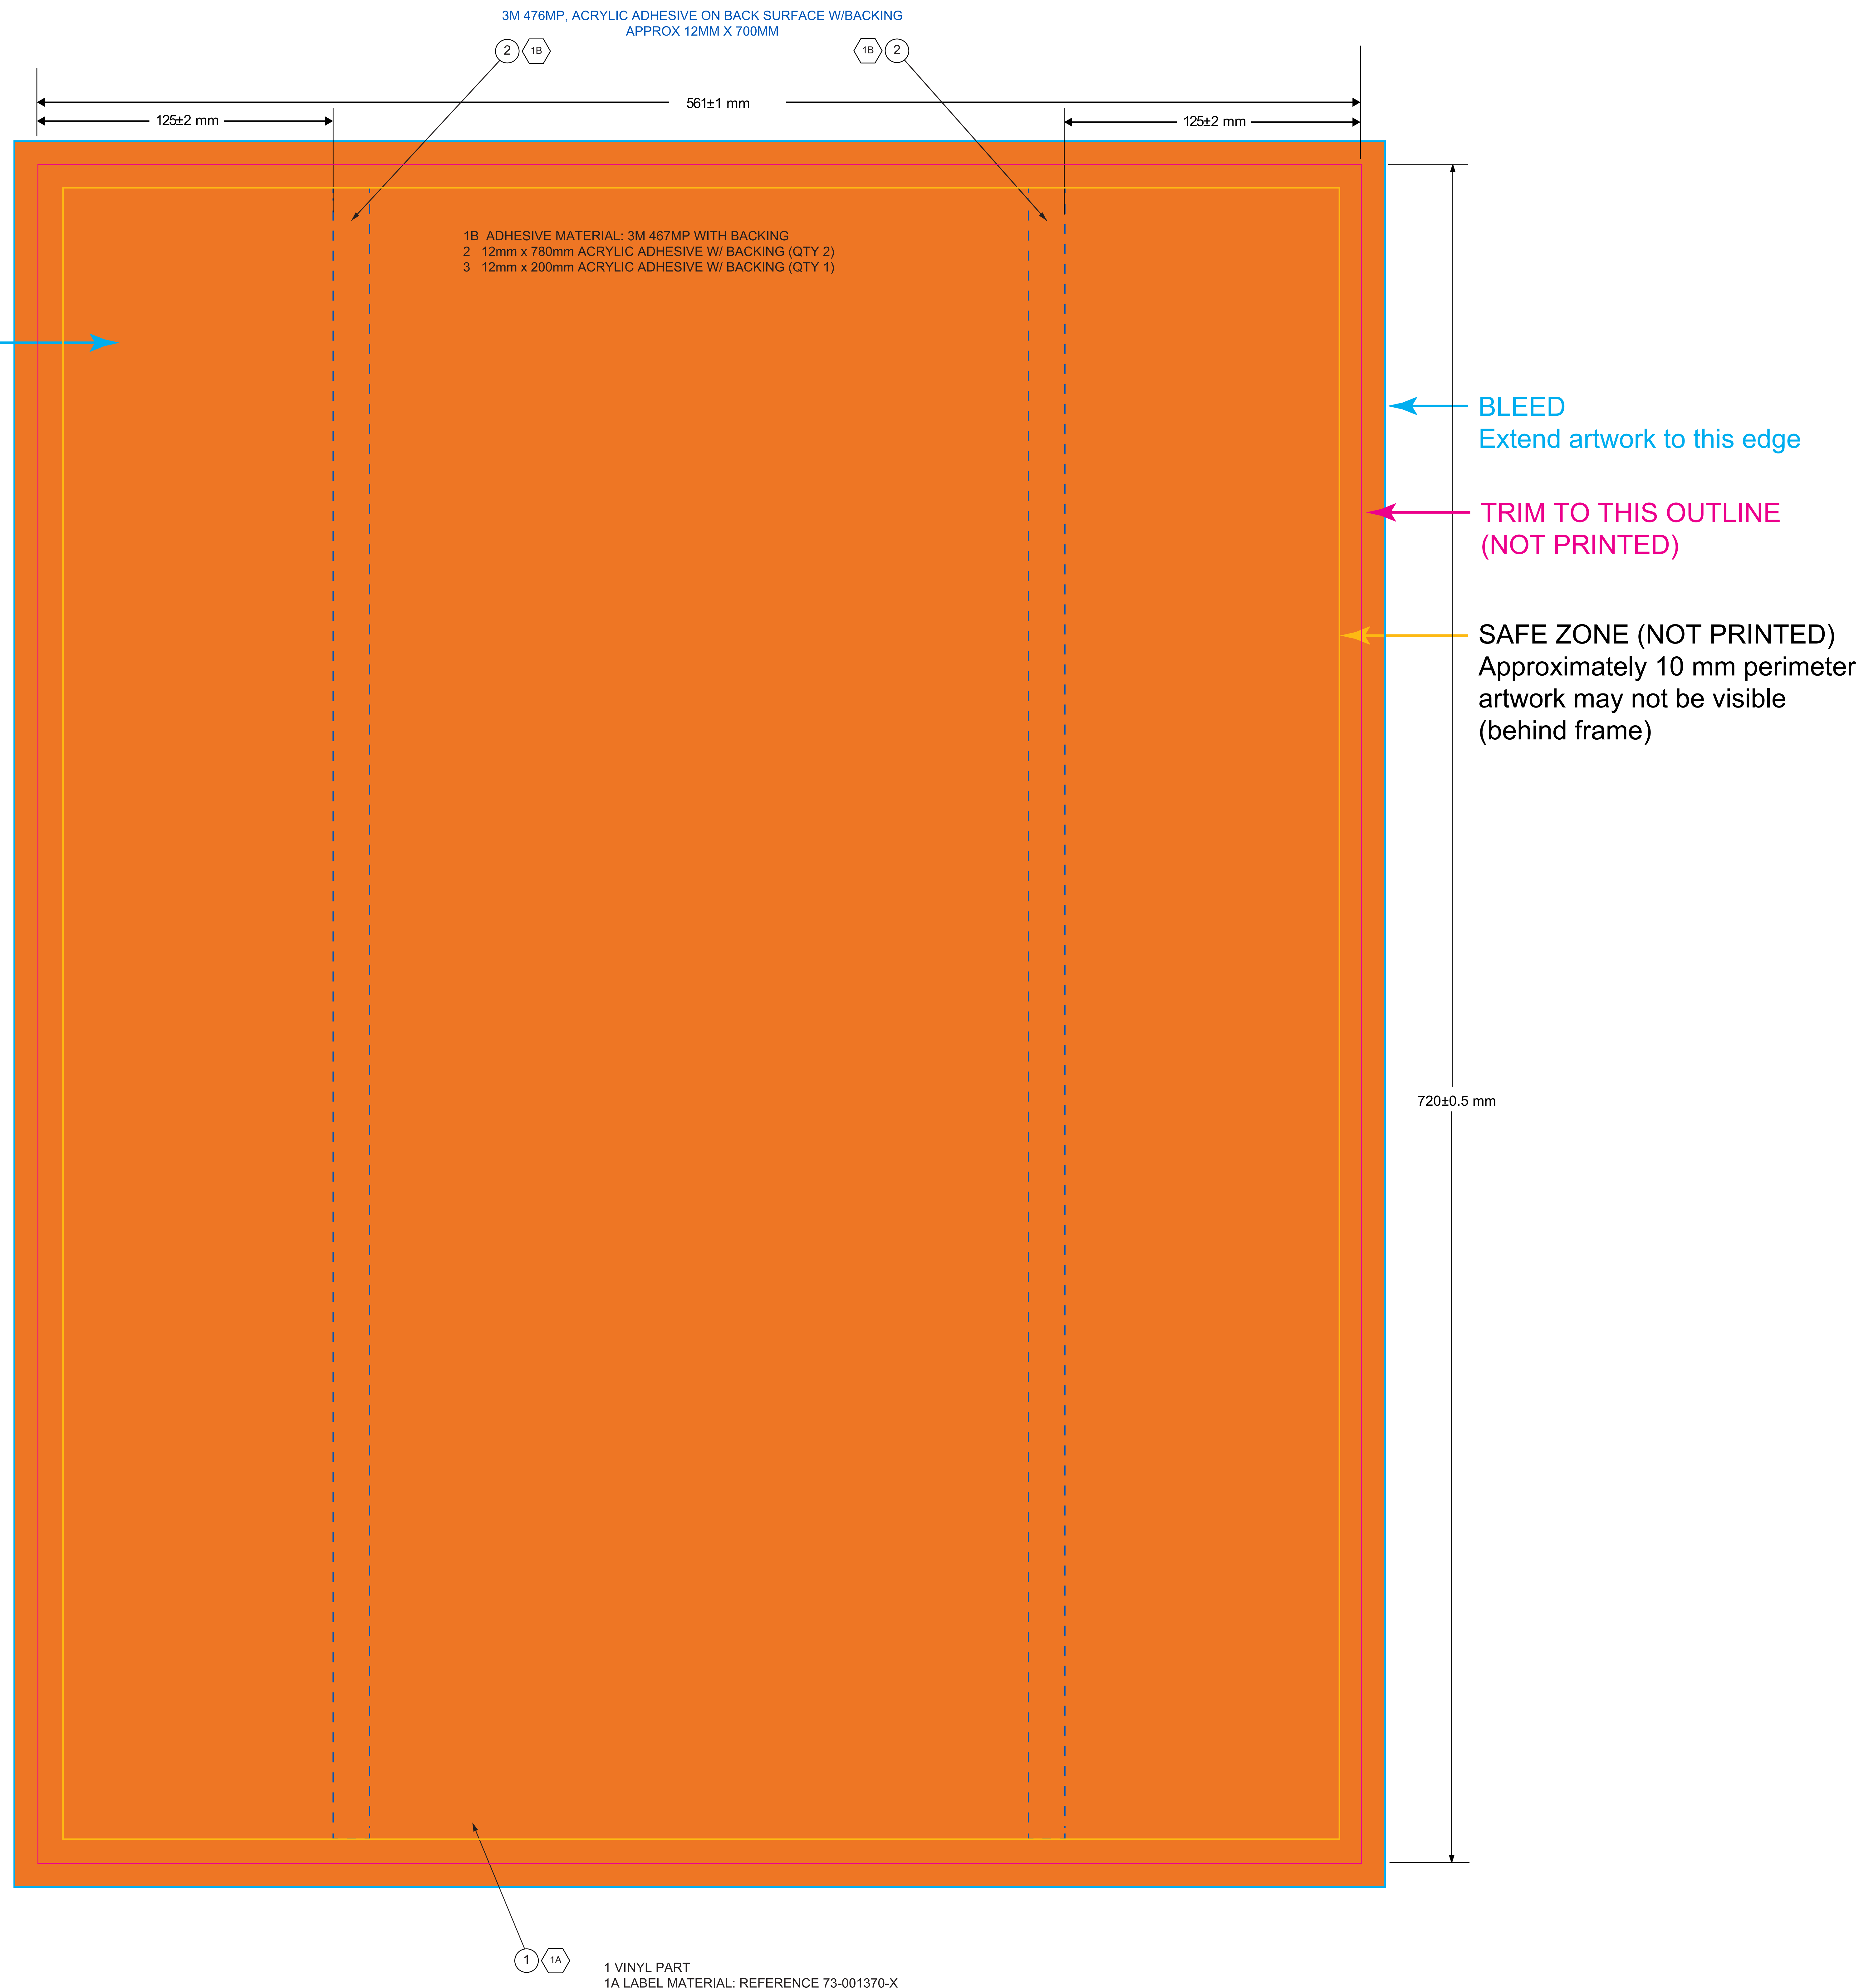 3M 476MP, ACRYLIC ADHESIVE ON BACK SURFACE W/BACKING
APPROX 12MM X 700MM
2 1B
1B 2
561±1 mm
125±2 mm
125±2 mm
1B ADHESIVE MATERIAL: 3M 467MP WITH BACKING
2 12mm x 780mm ACRYLIC ADHESIVE W/ BACKING (QTY 2)
3 12mm x 200mm ACRYLIC ADHESIVE W/ BACKING (QTY 1)
BLEED
Extend artwork to this edge
TRIM TO THIS OUTLINE
(NOT PRINTED)
SAFE ZONE (NOT PRINTED)
Approximately 10 mm perimeter
artwork may not be visible
(behind frame)
720±0.5 mm
1 1A
1 VINYL PART
1A LABEL MATERIAL: REFERENCE 73-001370-X